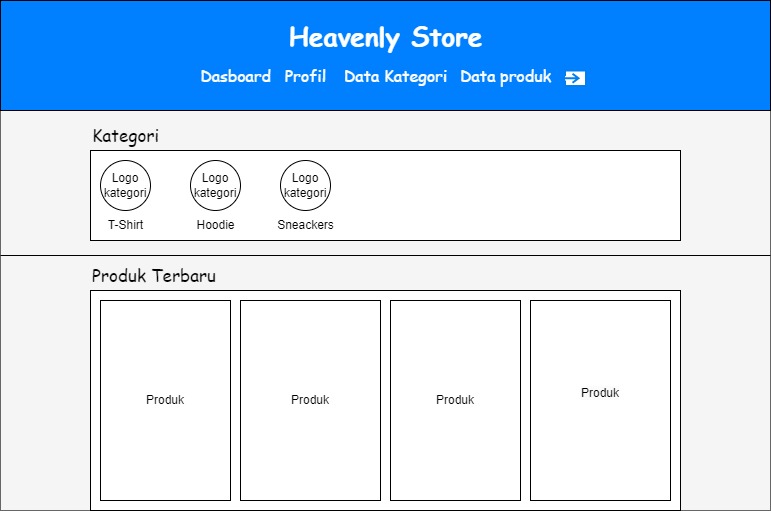 Heavenly Store
Dasboard Profil Data Kategori Data produk
Kategori
Logo kategori Logo kategori Logo kategori
T-Shirt Hoodie Sneackers
Produk Terbaru
Produk Produk Produk Produk